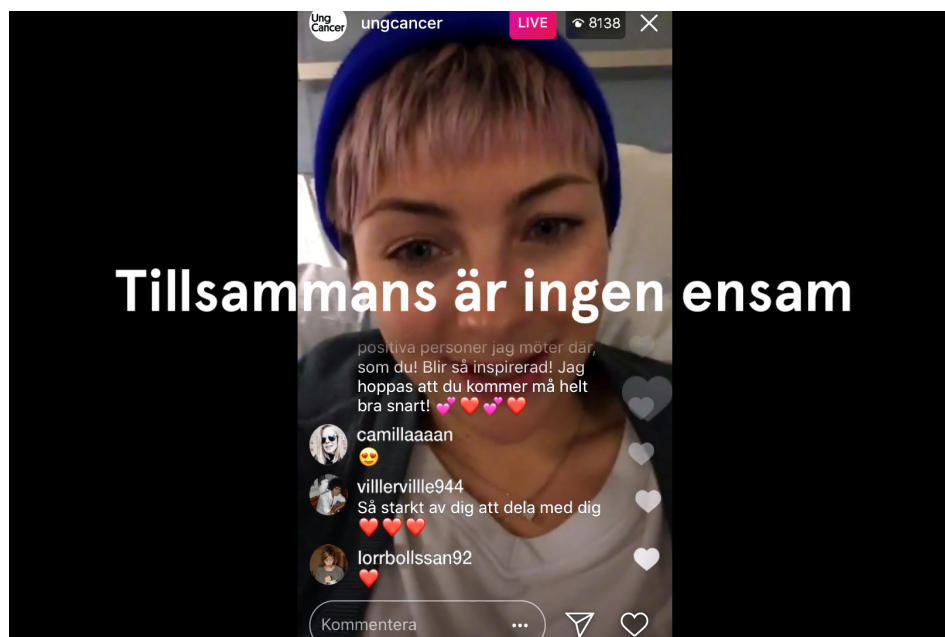 Ung
Cancer
ungcancer
LIVE
8138
Tillsammans är ingen ensam
positiva personer jag möter där,
som du! Blir så inspirerad! Jag
hoppas att du kommer må helt
bra snart! 💕 ❤️ 💕 ❤️
camillaaaan
😍
villlervillle944
Så starkt av dig att dela med dig
❤️ ❤️ ❤️
lorrbollssan92
❤️
Kommentera